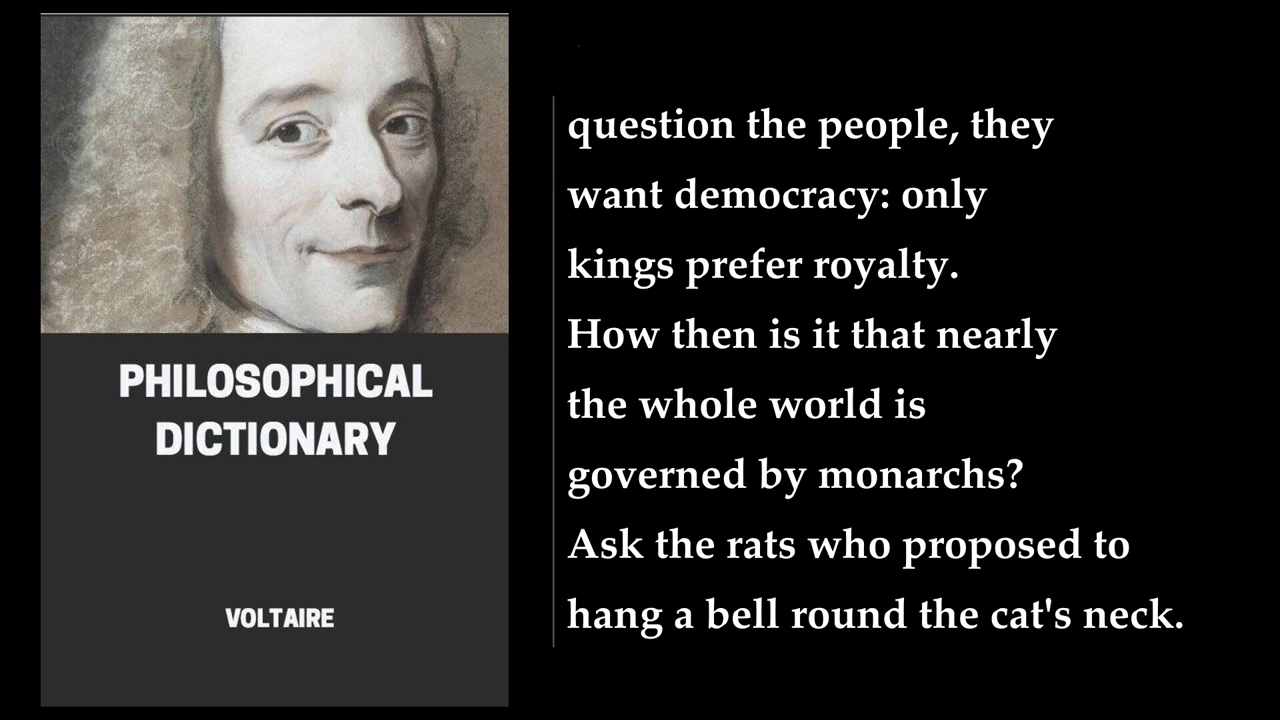 PHILOSOPHICAL
DICTIONARY
VOLTAIRE
question the people, they
want democracy: only
kings prefer royalty.
How then is it that nearly
the whole world is
governed by monarchs?
Ask the rats who proposed to
hang a bell round the cat's neck.